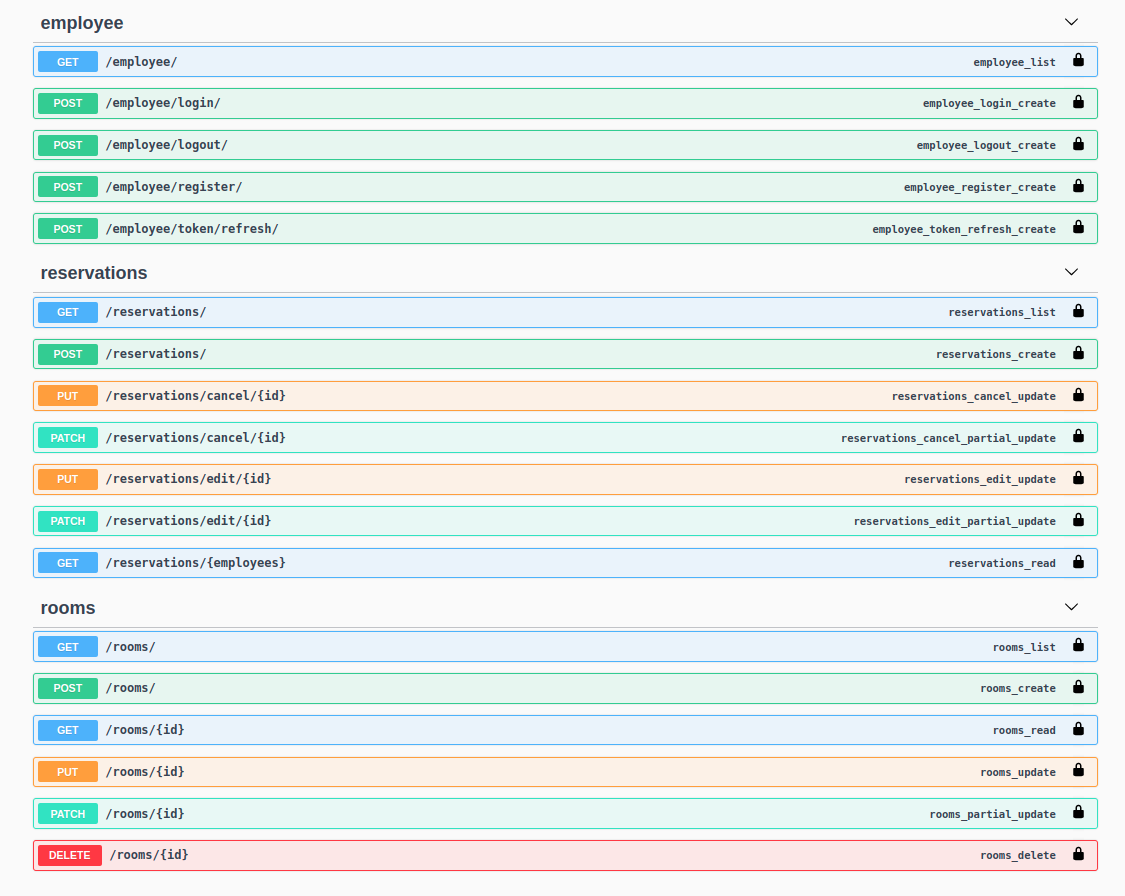 employee
GET /employee/ employee_list
POST /employee/login/ employee_login_create
POST /employee/logout/ employee_logout_create
POST /employee/register/ employee_register_create
POST /employee/token/refresh/ employee_token_refresh_create
reservations
GET /reservations/ reservations_list
POST /reservations/ reservations_create
PUT /reservations/cancel/{id} reservations_cancel_update
PATCH /reservations/cancel/{id} reservations_cancel_partial_update
PUT /reservations/edit/{id} reservations_edit_update
PATCH /reservations/edit/{id} reservations_edit_partial_update
GET /reservations/{employees} reservations_read
rooms
GET /rooms/ rooms_list
POST /rooms/ rooms_create
GET /rooms/{id} rooms_read
PUT /rooms/{id} rooms_update
PATCH /rooms/{id} rooms_partial_update
DELETE /rooms/{id} rooms_delete